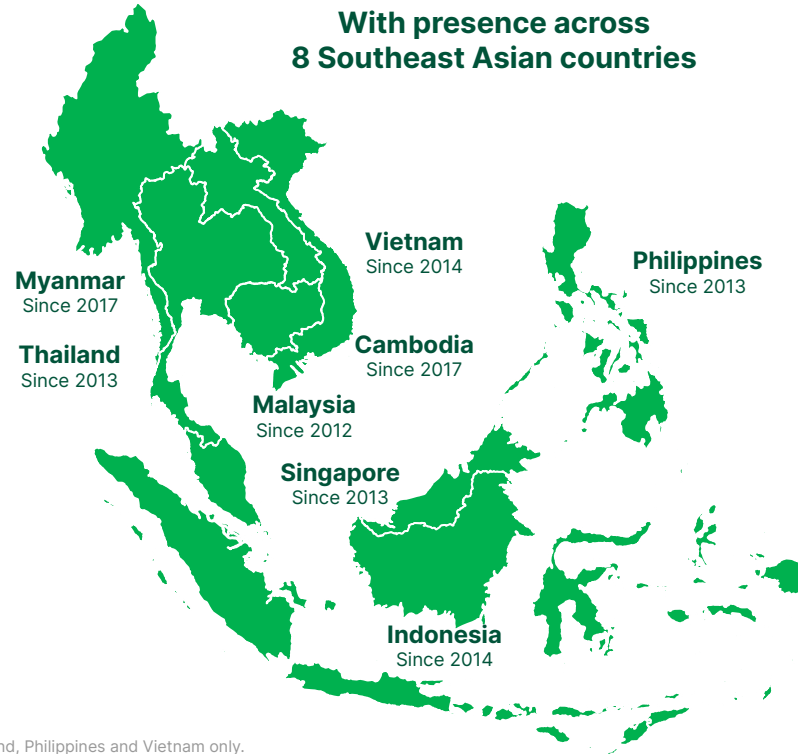 With presence across
8 Southeast Asian countries
Vietnam
Since 2014
Philippines
Since 2013
Myanmar
Since 2017
Thailand
Since 2013
Cambodia
Since 2017
Malaysia
Since 2012
Singapore
Since 2013
Indonesia
Since 2014
Philippines and Vietnam only.